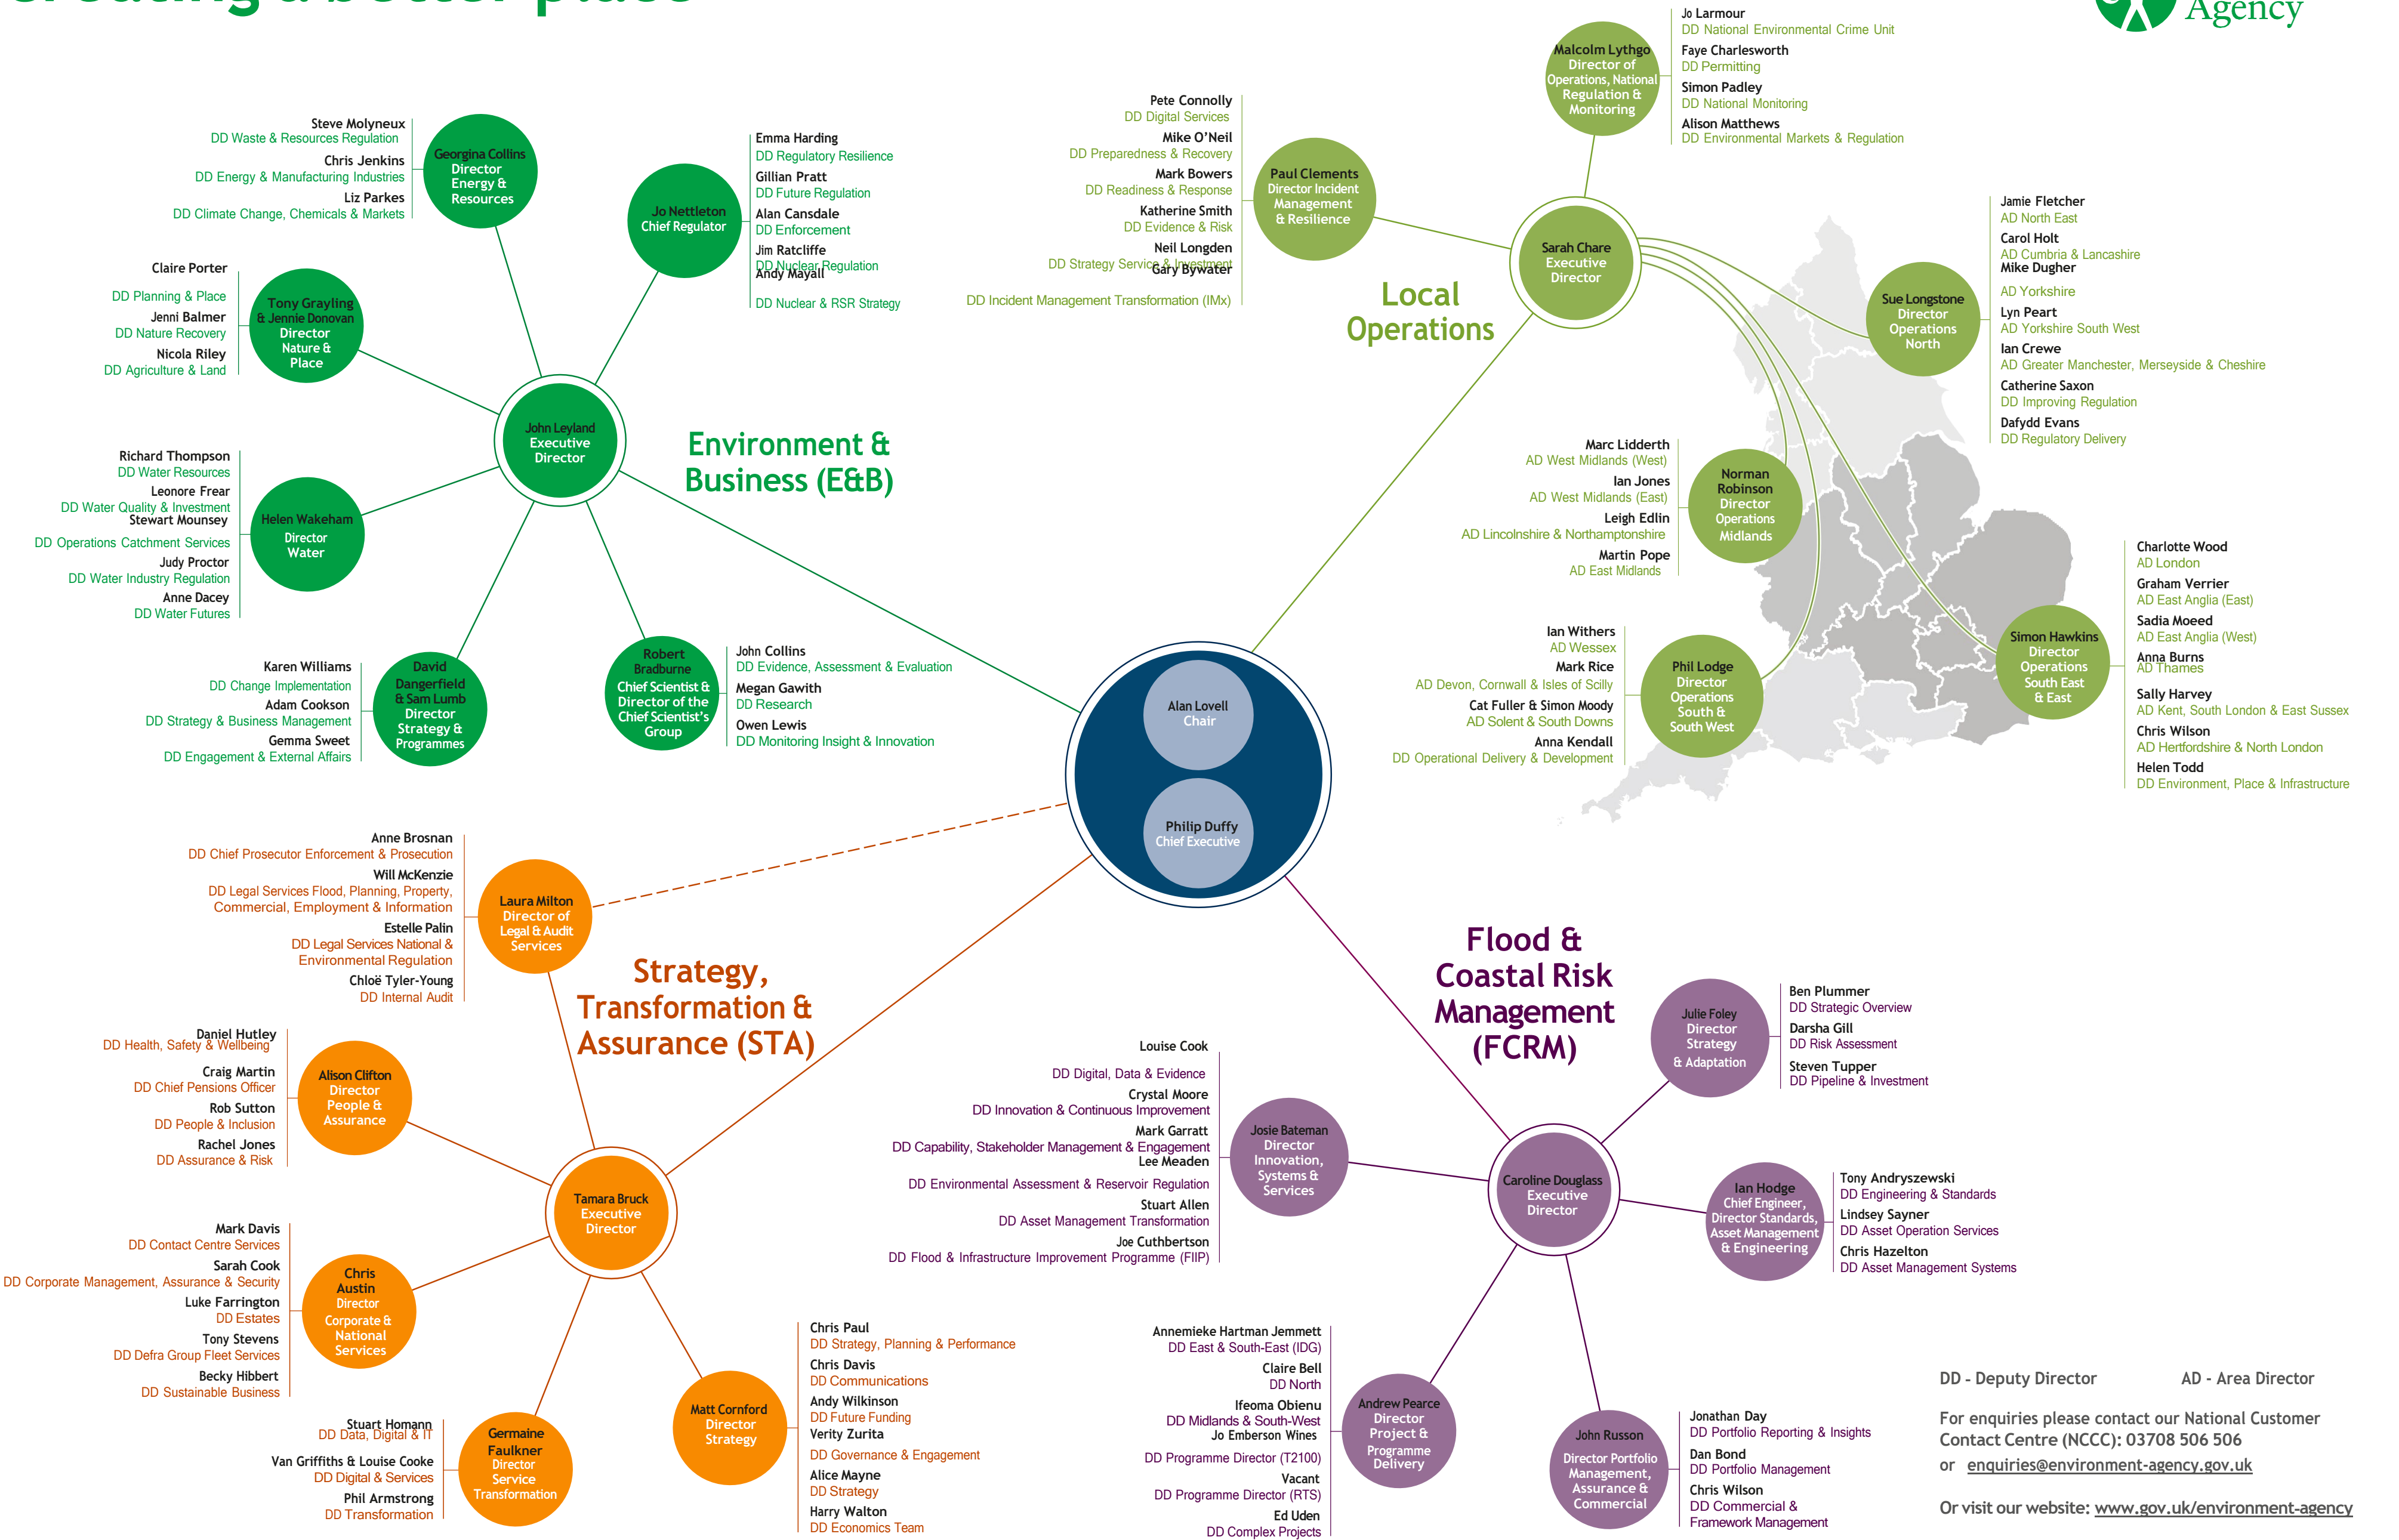 Creating a better place
Agency
Environment &
Business (E&B)
John Leyland
Executive
Director
Georgina Collins
Director
Energy &
Resources
Steve Molyneux
DD Waste & Resources Regulation
Chris Jenkins
DD Energy & Manufacturing Industries
Liz Parkes
DD Climate Change, Chemicals & Markets
Jo Nettleton
Chief Regulator
Emma Harding
DD Regulatory Resilience
Gillian Pratt
DD Future Regulation
Alan Cansdale
DD Enforcement
Jim Ratcliffe
DD Nuclear Regulation
Andy Mayall
DD Nuclear & RSR Strategy
Tony Grayling
& Jennie Donovan
Director
Nature &
Place
Claire Porter
DD Planning & Place
Jenni Balmer
DD Nature Recovery
Nicola Riley
DD Agriculture & Land
Helen Wakeham
Director
Water
Richard Thompson
DD Water Resources
Leonore Frear
DD Water Quality & Investment
Stewart Mounsey
DD Operations Catchment Services
Judy Proctor
DD Water Industry Regulation
Anne Dacey
DD Water Futures
David
Dangerfield
& Sam Lumb
Director
Strategy &
Programmes
Karen Williams
DD Change Implementation
Adam Cookson
DD Strategy & Business Management
Gemma Sweet
DD Engagement & External Affairs
Robert
Bradburne
Chief Scientist &
Director of the
Chief Scientist's
Group
John Collins
DD Evidence, Assessment & Evaluation
Megan Gawith
DD Research
Owen Lewis
DD Monitoring Insight & Innovation
Local
Operations
Sarah Chare
Executive
Director
Paul Clements
Director Incident
Management
& Resilience
Pete Connolly
DD Digital Services
Mike O'Neil
DD Preparedness & Recovery
Mark Bowers
DD Readiness & Response
Katherine Smith
DD Evidence & Risk
Neil Longden
DD Strategy Service & Investment
Gary Bywater
DD Incident Management Transformation (IMx)
Malcolm Lythgo
Director of
Operations, National
Regulation &
Monitoring
Jo Larmour
DD National Environmental Crime Unit
Faye Charlesworth
DD Permitting
Simon Padley
DD National Monitoring
Alison Matthews
DD Environmental Markets & Regulation
Sue Longstone
Director
Operations
North
Jamie Fletcher
AD North East
Carol Holt
AD Cumbria & Lancashire
Mike Dugher
AD Yorkshire
Lyn Peart
AD Yorkshire South West
Ian Crewe
AD Greater Manchester, Merseyside & Cheshire
Catherine Saxon
DD Improving Regulation
Dafydd Evans
DD Regulatory Delivery
Norman
Robinson
Director
Operations
Midlands
Marc Lidderth
AD West Midlands (West)
Ian Jones
AD West Midlands (East)
Leigh Edlin
AD Lincolnshire & Northamptonshire
Martin Pope
AD East Midlands
Phil Lodge
Director
Operations
South &
South West
Ian Withers
AD Wessex
Mark Rice
AD Devon, Cornwall & Isles of Scilly
Cat Fuller & Simon Moody
AD Solent & South Downs
Anna Kendall
DD Operational Delivery & Development
Simon Hawkins
Director
Operations
South East
& East
Charlotte Wood
AD London
Graham Verrier
AD East Anglia (East)
Sadia Moeed
AD East Anglia (West)
Anna Burns
AD Thames
Sally Harvey
AD Kent, South London & East Sussex
Chris Wilson
AD Hertfordshire & North London
Helen Todd
DD Environment, Place & Infrastructure
Alan Lovell
Chair
Philip Duffy
Chief Executive
Strategy,
Transformation &
Assurance (STA)
Tamara Bruck
Executive
Director
Laura Milton
Director of
Legal & Audit
Services
Anne Brosnan
DD Chief Prosecutor Enforcement & Prosecution
Will McKenzie
DD Legal Services Flood, Planning, Property,
Commercial, Employment & Information
Estelle Palin
DD Legal Services National &
Environmental Regulation
Chloë Tyler-Young
DD Internal Audit
Alison Clifton
Director
People &
Assurance
Daniel Hutley
DD Health, Safety & Wellbeing
Craig Martin
DD Chief Pensions Officer
Rob Sutton
DD People & Inclusion
Rachel Jones
DD Assurance & Risk
Chris
Austin
Director
Corporate &
National
Services
Mark Davis
DD Contact Centre Services
Sarah Cook
DD Corporate Management, Assurance & Security
Luke Farrington
DD Estates
Tony Stevens
DD Defra Group Fleet Services
Becky Hibbert
DD Sustainable Business
Germaine
Faulkner
Director
Service
Transformation
Stuart Homann
DD Data, Digital & IT
Van Griffiths & Louise Cooke
DD Digital & Services
Phil Armstrong
DD Transformation
Matt Cornford
Director
Strategy
Chris Paul
DD Strategy, Planning & Performance
Chris Davis
DD Communications
Andy Wilkinson
DD Future Funding
Verity Zurita
DD Governance & Engagement
Alice Mayne
DD Strategy
Harry Walton
DD Economics Team
Flood &
Coastal Risk
Management
(FCRM)
Caroline Douglass
Executive
Director
Josie Bateman
Director
Innovation,
Systems &
Services
Louise Cook
DD Digital, Data & Evidence
Crystal Moore
DD Innovation & Continuous Improvement
Mark Garratt
DD Capability, Stakeholder Management & Engagement
Lee Meaden
DD Environmental Assessment & Reservoir Regulation
Stuart Allen
DD Asset Management Transformation
Joe Cuthbertson
DD Flood & Infrastructure Improvement Programme (FIIP)
Julie Foley
Director
Strategy
& Adaptation
Ben Plummer
DD Strategic Overview
Darsha Gill
DD Risk Assessment
Steven Tupper
DD Pipeline & Investment
Ian Hodge
Chief Engineer,
Director Standards,
Asset Management
& Engineering
Tony Andryszewski
DD Engineering & Standards
Lindsey Sayner
DD Asset Operation Services
Chris Hazelton
DD Asset Management Systems
Andrew Pearce
Director
Project &
Programme
Delivery
Annemieke Hartman Jemmett
DD East & South-East (IDG)
Claire Bell
DD North
Ifeoma Obienu
DD Midlands & South-West
Jo Emberson Wines
DD Programme Director (T2100)
Vacant
DD Programme Director (RTS)
Ed Uden
DD Complex Projects
John Russon
Director Portfolio
Management,
Assurance &
Commercial
Jonathan Day
DD Portfolio Reporting & Insights
Dan Bond
DD Portfolio Management
Chris Wilson
DD Commercial &
Framework Management
DD - Deputy Director AD - Area Director
For enquiries please contact our National Customer
Contact Centre (NCCC): 03708 506 506
or enquiries@environment-agency.gov.uk
Or visit our website: www.gov.uk/environment-agency